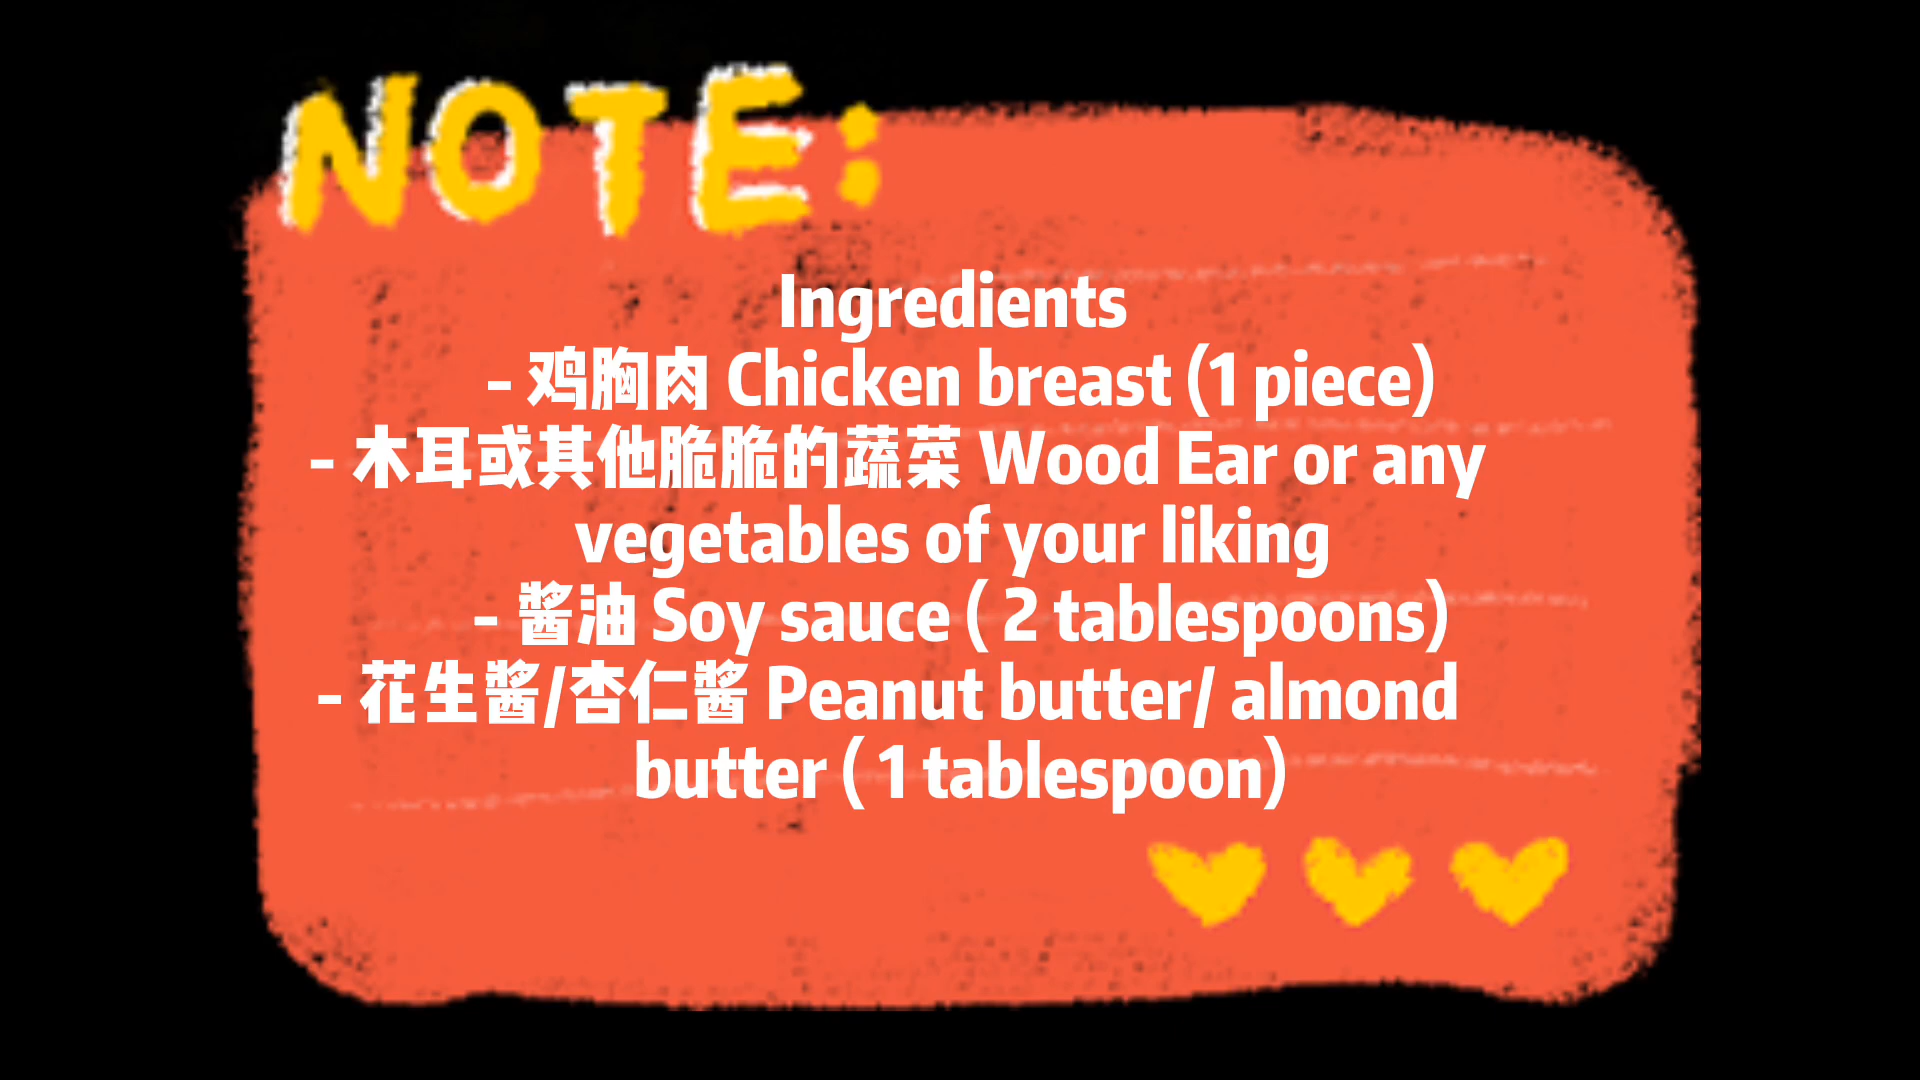 NOTE:
Ingredients
- 鸡胸肉 Chicken breast (1 piece)
- 木耳或其他脆脆的蔬菜 Wood Ear or any
vegetables of your liking
- 酱油 Soy sauce ( 2 tablespoons)
- 花生酱/杏仁酱 Peanut butter/ almond
butter ( 1 tablespoon)